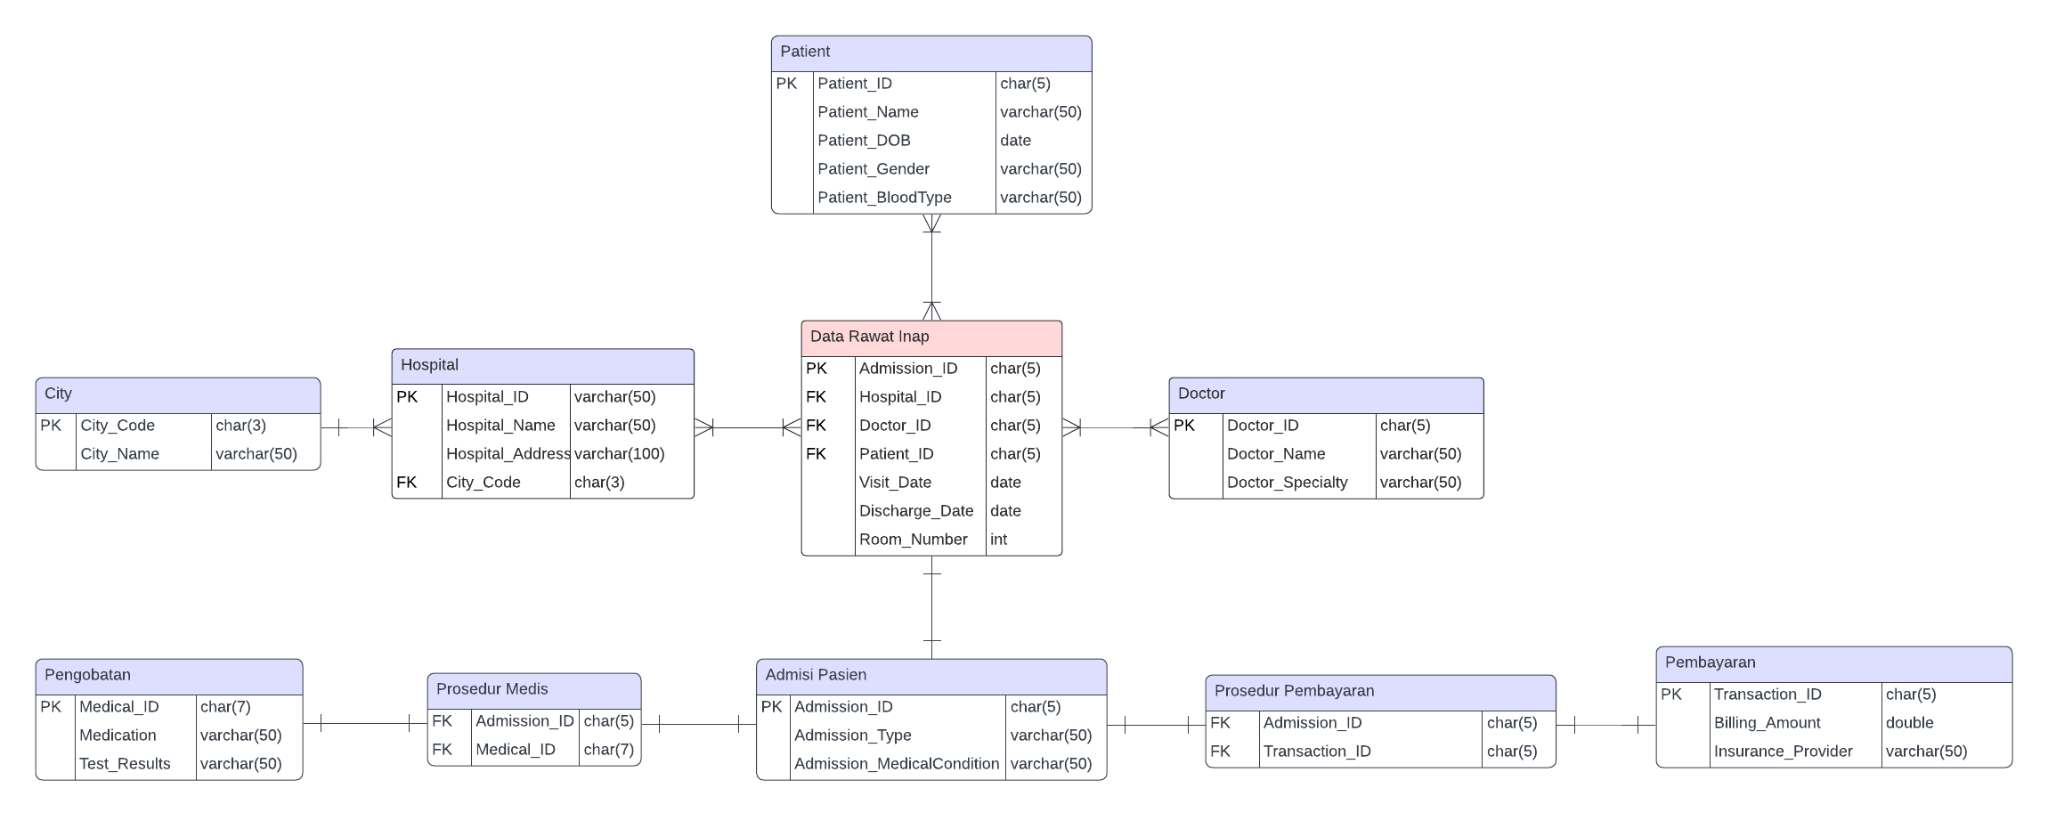 Patient
PK Patient_ID char(5)
Patient_Name varchar(50)
Patient_DOB date
Patient_Gender varchar(50)
Patient_BloodType varchar(50)
City
PK City_Code char(3)
City_Name varchar(50)
Hospital
PK Hospital_ID varchar(50)
Hospital_Name varchar(50)
Hospital_Address varchar(100)
FK City_Code char(3)
Data Rawat Inap
PK Admission_ID char(5)
FK Hospital_ID char(5)
FK Doctor_ID char(5)
FK Patient_ID char(5)
Visit_Date date
Discharge_Date date
Room_Number int
Doctor
PK Doctor_ID char(5)
Doctor_Name varchar(50)
Doctor_Specialty varchar(50)
Pengobatan
PK Medical_ID char(7)
Medication varchar(50)
Test_Results varchar(50)
Prosedur Medis
FK Admission_ID char(5)
FK Medical_ID char(7)
Admisi Pasien
PK Admission_ID char(5)
Admission_Type varchar(50)
Admission_MedicalCondition varchar(50)
Prosedur Pembayaran
FK Admission_ID char(5)
FK Transaction_ID char(5)
Pembayaran
PK Transaction_ID char(5)
Billing_Amount double
Insurance_Provider varchar(50)